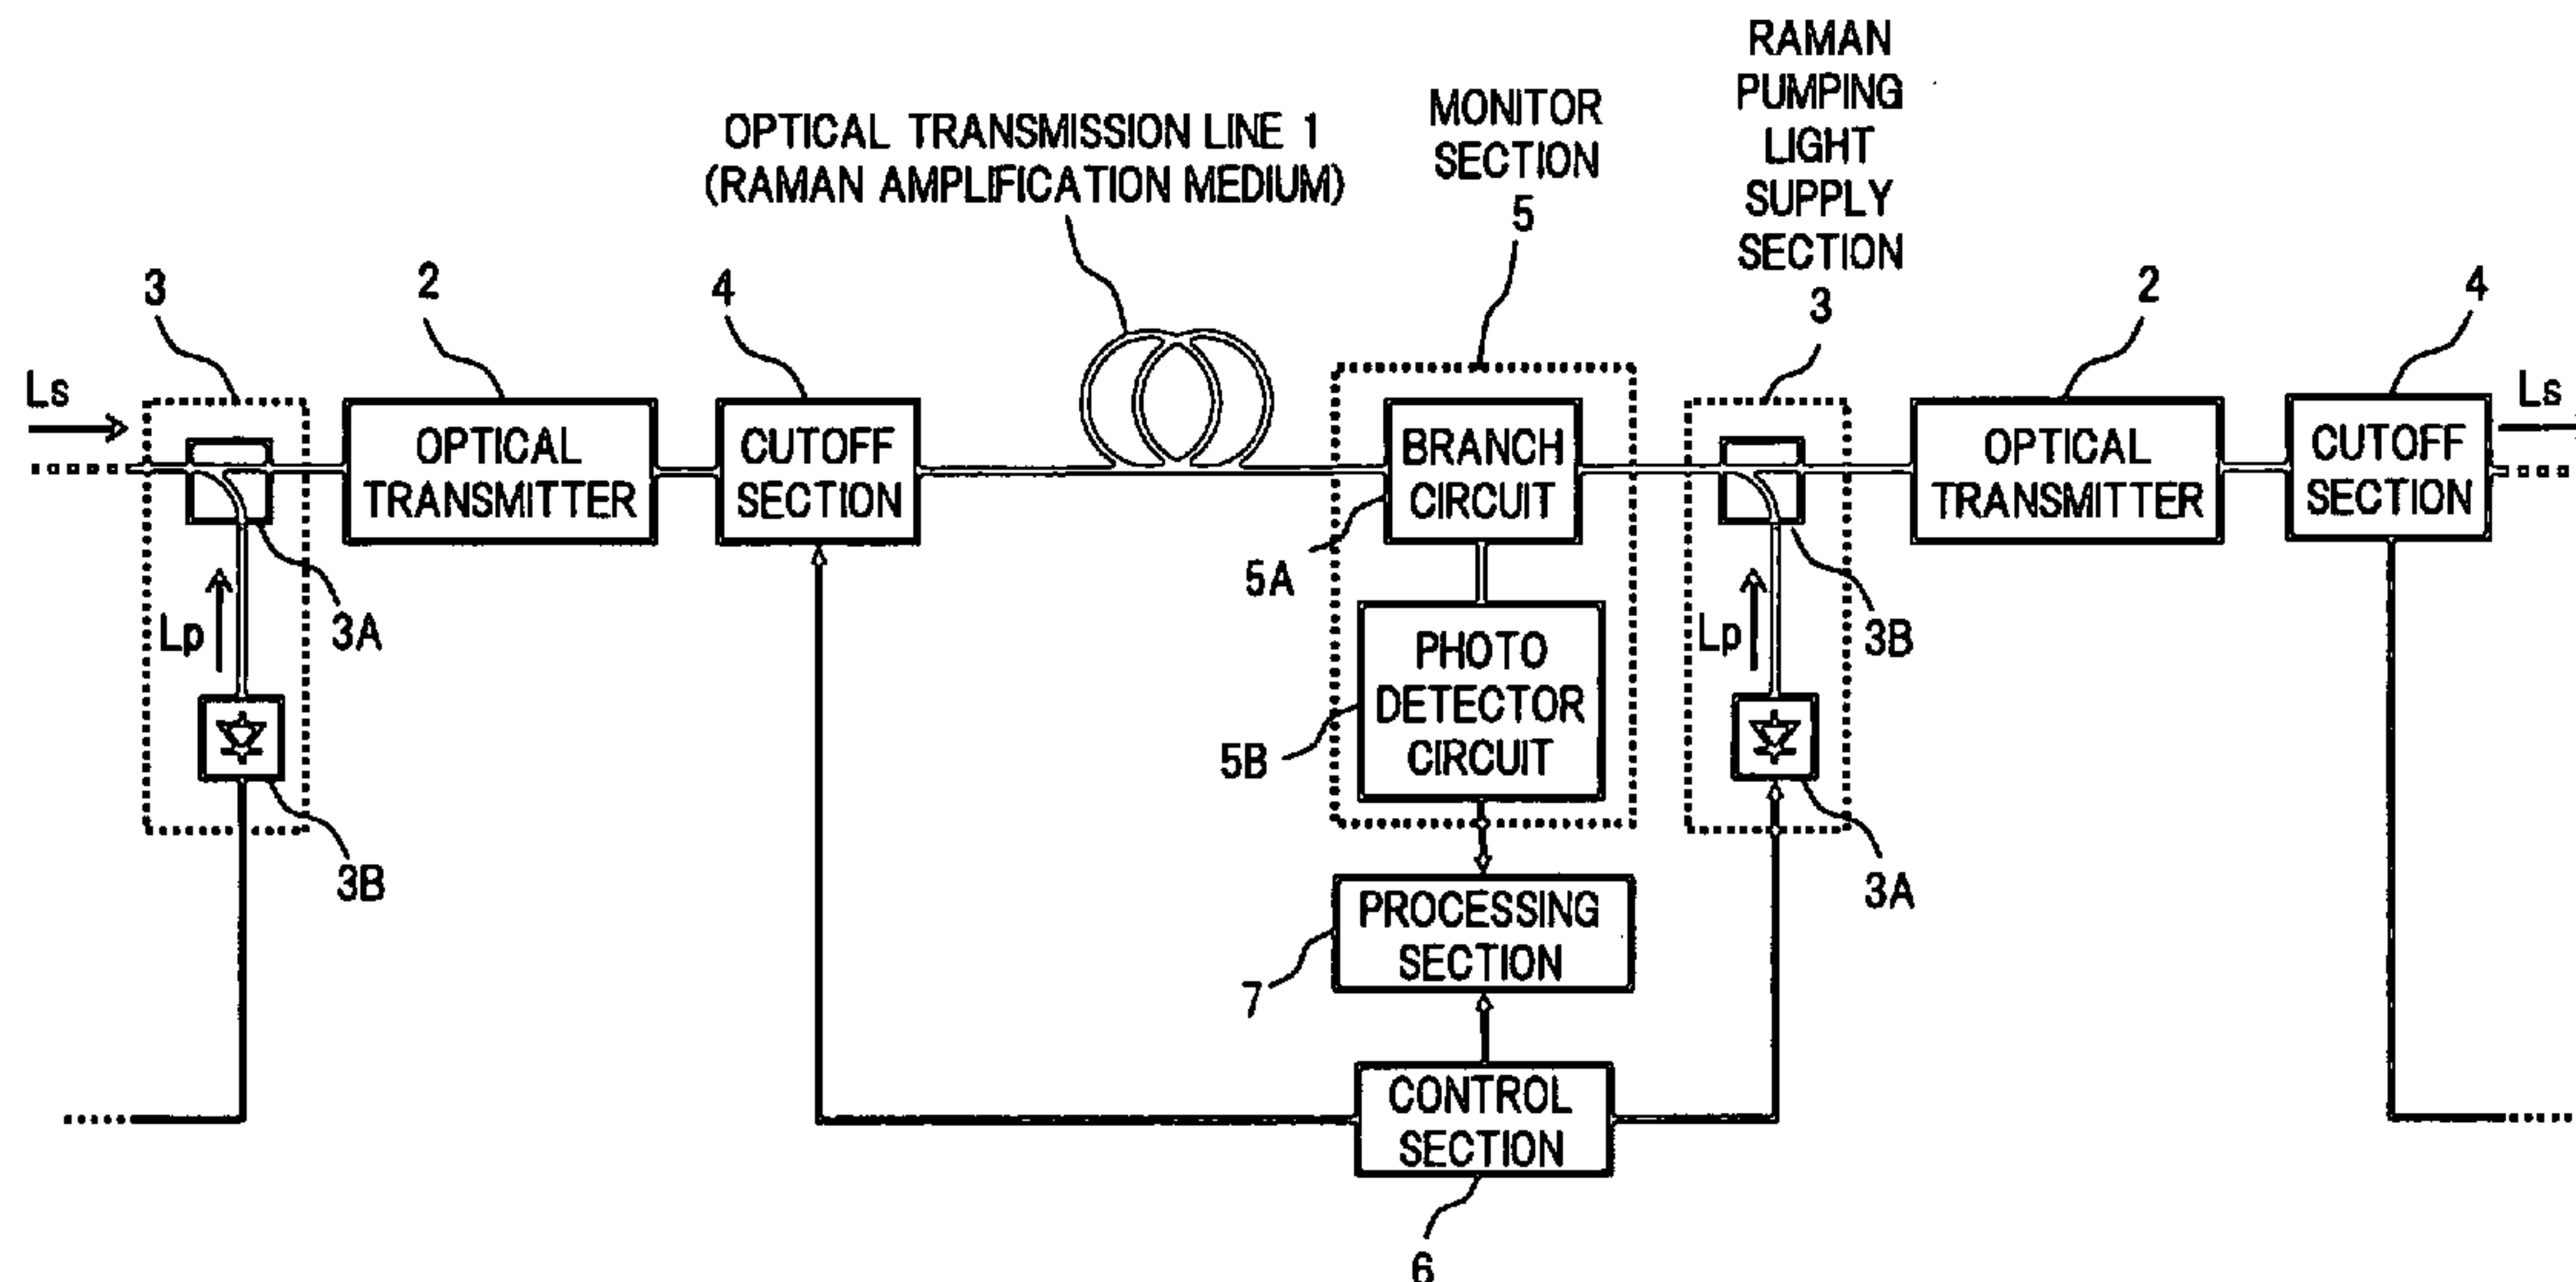 RAMAN
PUMPING
LIGHT
SUPPLY
SECTION
3
MONITOR
SECTION
5
OPTICAL TRANSMISSION LINE 1
(RAMAN AMPLIFICATION MEDIUM)
3
2
4
2
4
Ls
Ls
OPTICAL
TRANSMITTER
CUTOFF
SECTION
BRANCH
CIRCUIT
OPTICAL
TRANSMITTER
CUTOFF
SECTION
5A
3A
Lp
3B
Lp
PHOTO
DETECTOR
CIRCUIT
5B
3B
3A
PROCESSING
SECTION
7
CONTROL
SECTION
6